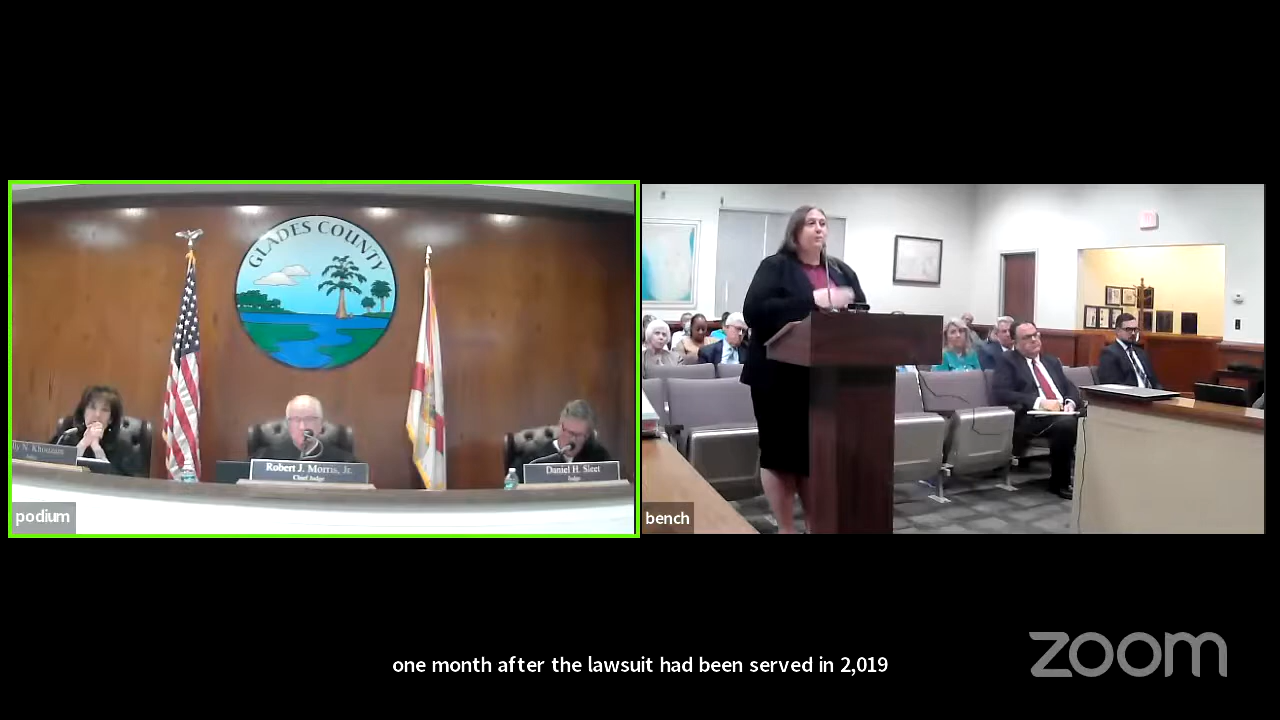 GLADES COUNTY
Robert J. Morris, Jr.
Chief Judge
Daniel H. Sleet
Judge
podium
bench
one month after the lawsuit had been served in 2,019
zoom